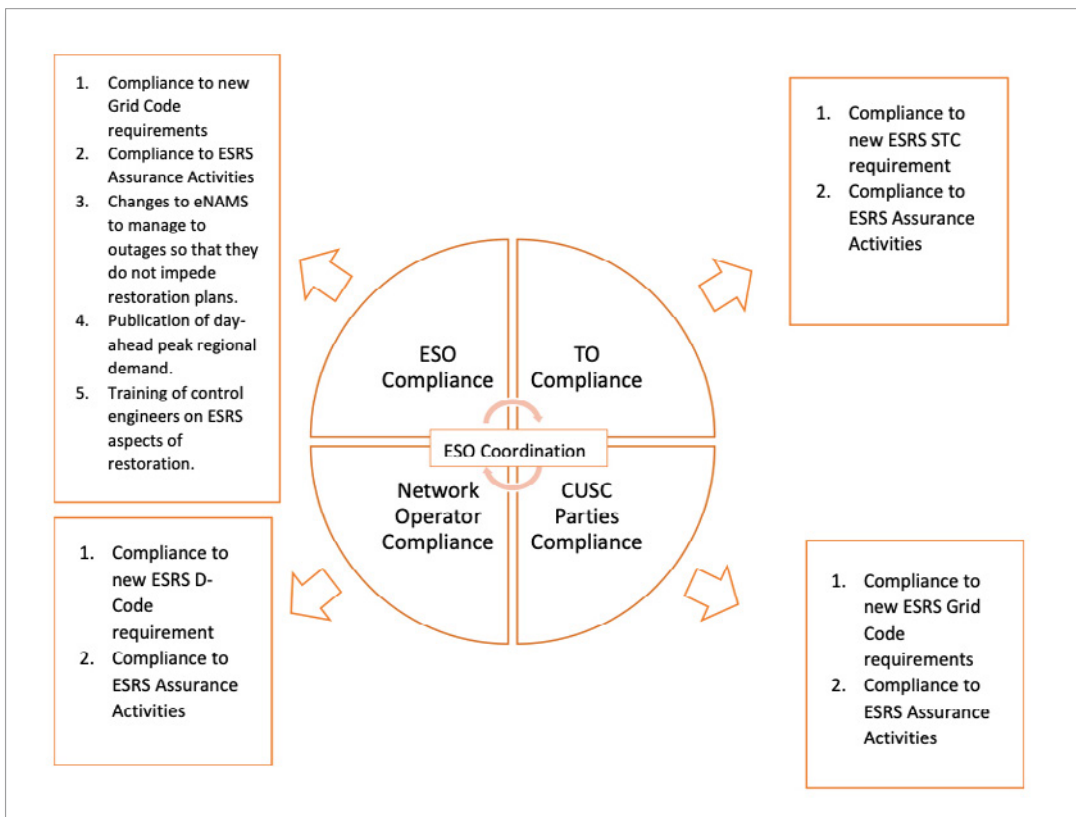 1. Compliance to new
Grid Code
requirements
2. Compliance to ESRS
Assurance Activities
3. Changes to eNAMS
to manage to
outages so that they
do not impede
restoration plans.
4. Publication of day-
ahead peak regional
demand.
5. Training of control
engineers on ESRS
aspects of
restoration.
1. Compliance to
new ESRS STC
requirement
2. Compliance to
ESRS Assurance
Activities
ESO
Compliance
TO
Compliance
ESO Coordination
Network
Operator
Compliance
CUSC
Parties
Compliance
1. Compliance to
new ESRS D-
Code
requirement
2. Compliance to
ESRS Assurance
Activities
1. Compliance to
new ESRS Grid
Code
requirements
2. Compliance to
ESRS Assurance
Activities